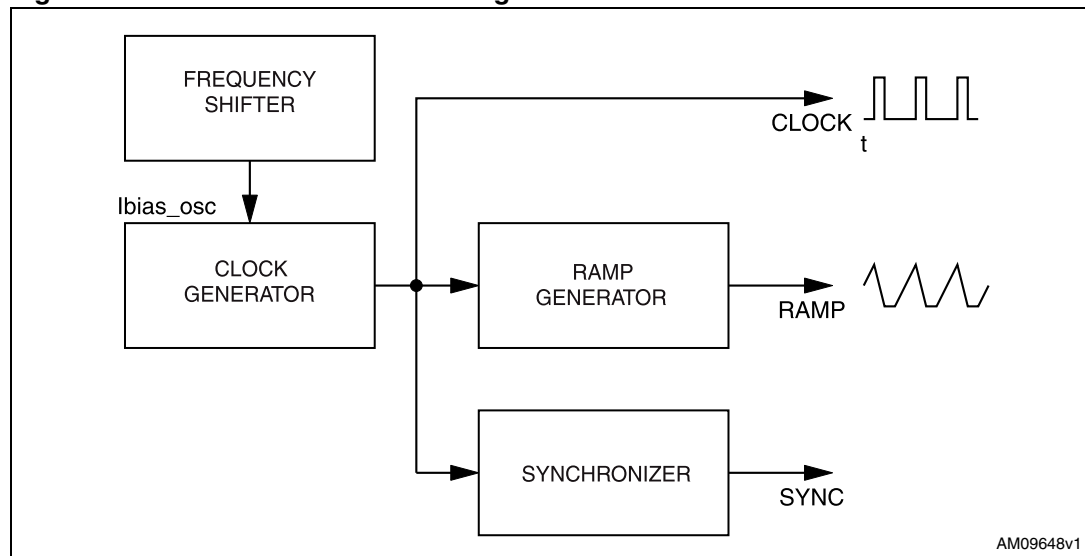 FREQUENCY
SHIFTER
CLOCK
t
Ibias_osc
CLOCK
GENERATOR
RAMP
GENERATOR
RAMP
SYNCHRONIZER
SYNC
AM09648v1